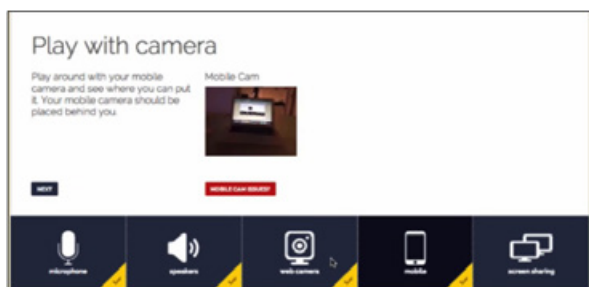 Play with camera
Play around with your mobile
camera and see where you can put
it. Your mobile camera should be
placed behind you.
Mobile Cam
NEXT
MOBILE CAM ISSUES?
microphone
speakers
web camera
mobile
screen sharing